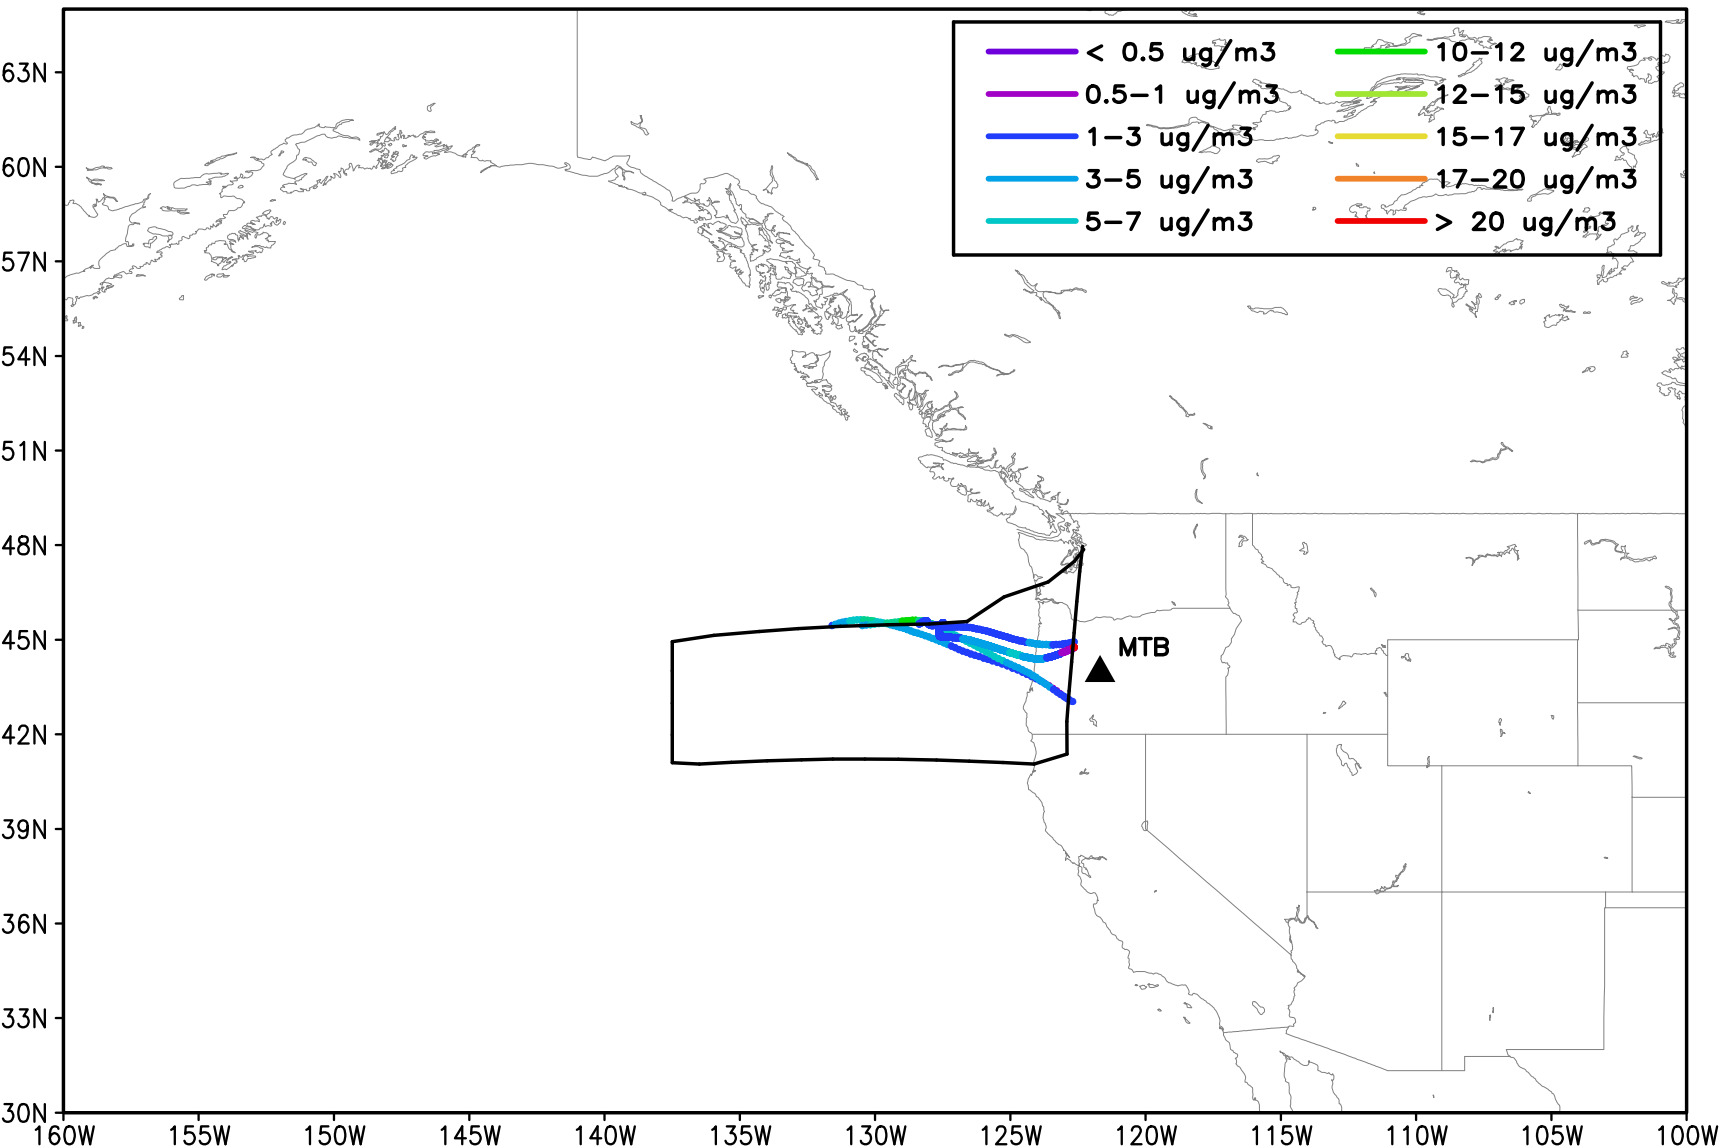 < 0.5 ug/m3 10-12 ug/m3
0.5-1 ug/m3 12-15 ug/m3
1-3 ug/m3 15-17 ug/m3
3-5 ug/m3 17-20 ug/m3
5-7 ug/m3 > 20 ug/m3
63N
60N
57N
54N
51N
48N
45N
MTB
42N
39N
36N
33N
30N
160W 155W 150W 145W 140W 135W 130W 125W 120W 115W 110W 105W 100W